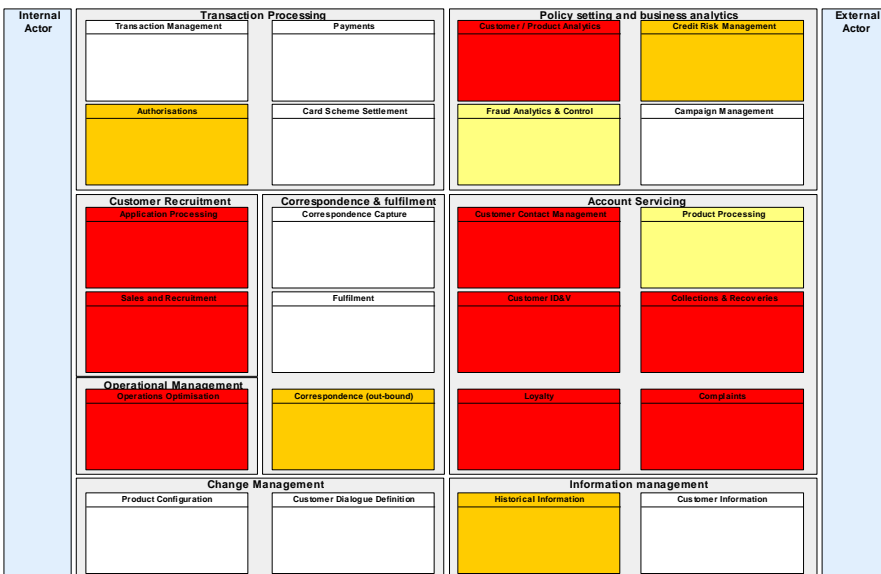 Internal
Actor
Transaction Processing
Transaction Management
Payments
Authorisations
Card Scheme Settlement
Policy setting and business analytics
Customer / Product Analytics
Credit Risk Management
Fraud Analytics & Control
Campaign Management
External
Actor
Customer Recruitment
Application Processing
Sales and Recruitment
Correspondence & fulfilment
Correspondence Capture
Fulfilment
Correspondence (out-bound)
Account Servicing
Customer Contact Management
Product Processing
Customer ID&V
Collections & Recoveries
Loyalty
Complaints
Operational Management
Operations Optimisation
Change Management
Product Configuration
Customer Dialogue Definition
Information management
Historical Information
Customer Information